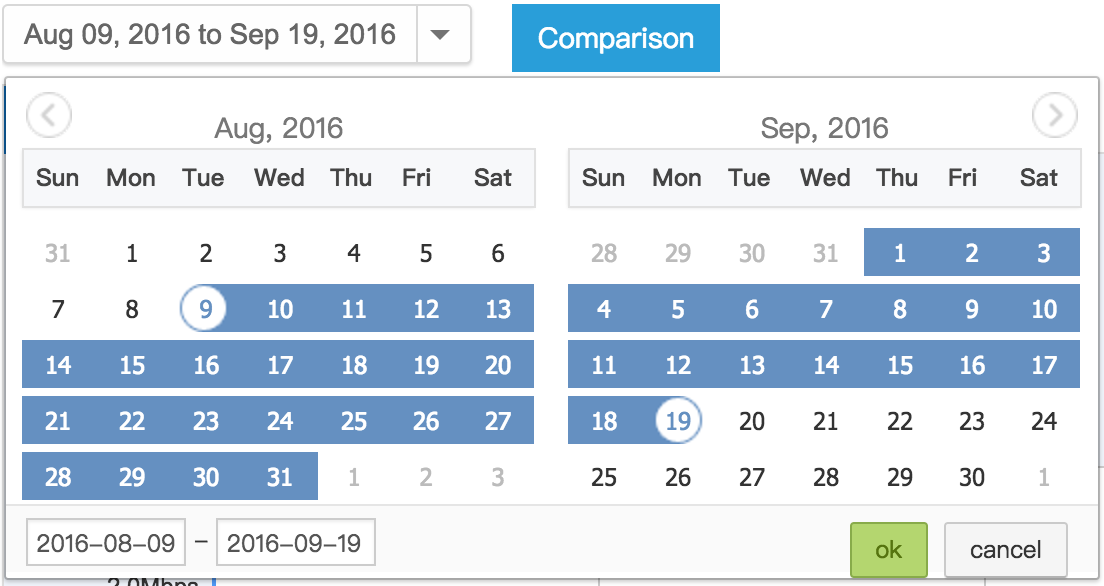 Aug 09, 2016 to Sep 19, 2016
Comparison
Aug, 2016
Sun Mon Tue Wed Thu Fri Sat
31 1 2 3 4 5 6
7 8 9 10 11 12 13
14 15 16 17 18 19 20
21 22 23 24 25 26 27
28 29 30 31 1 2 3
Sep, 2016
Sun Mon Tue Wed Thu Fri Sat
28 29 30 31 1 2 3
4 5 6 7 8 9 10
11 12 13 14 15 16 17
18 19 20 21 22 23 24
25 26 27 28 29 30 1
2016-08-09 - 2016-09-19
ok
cancel
2.0Mbps